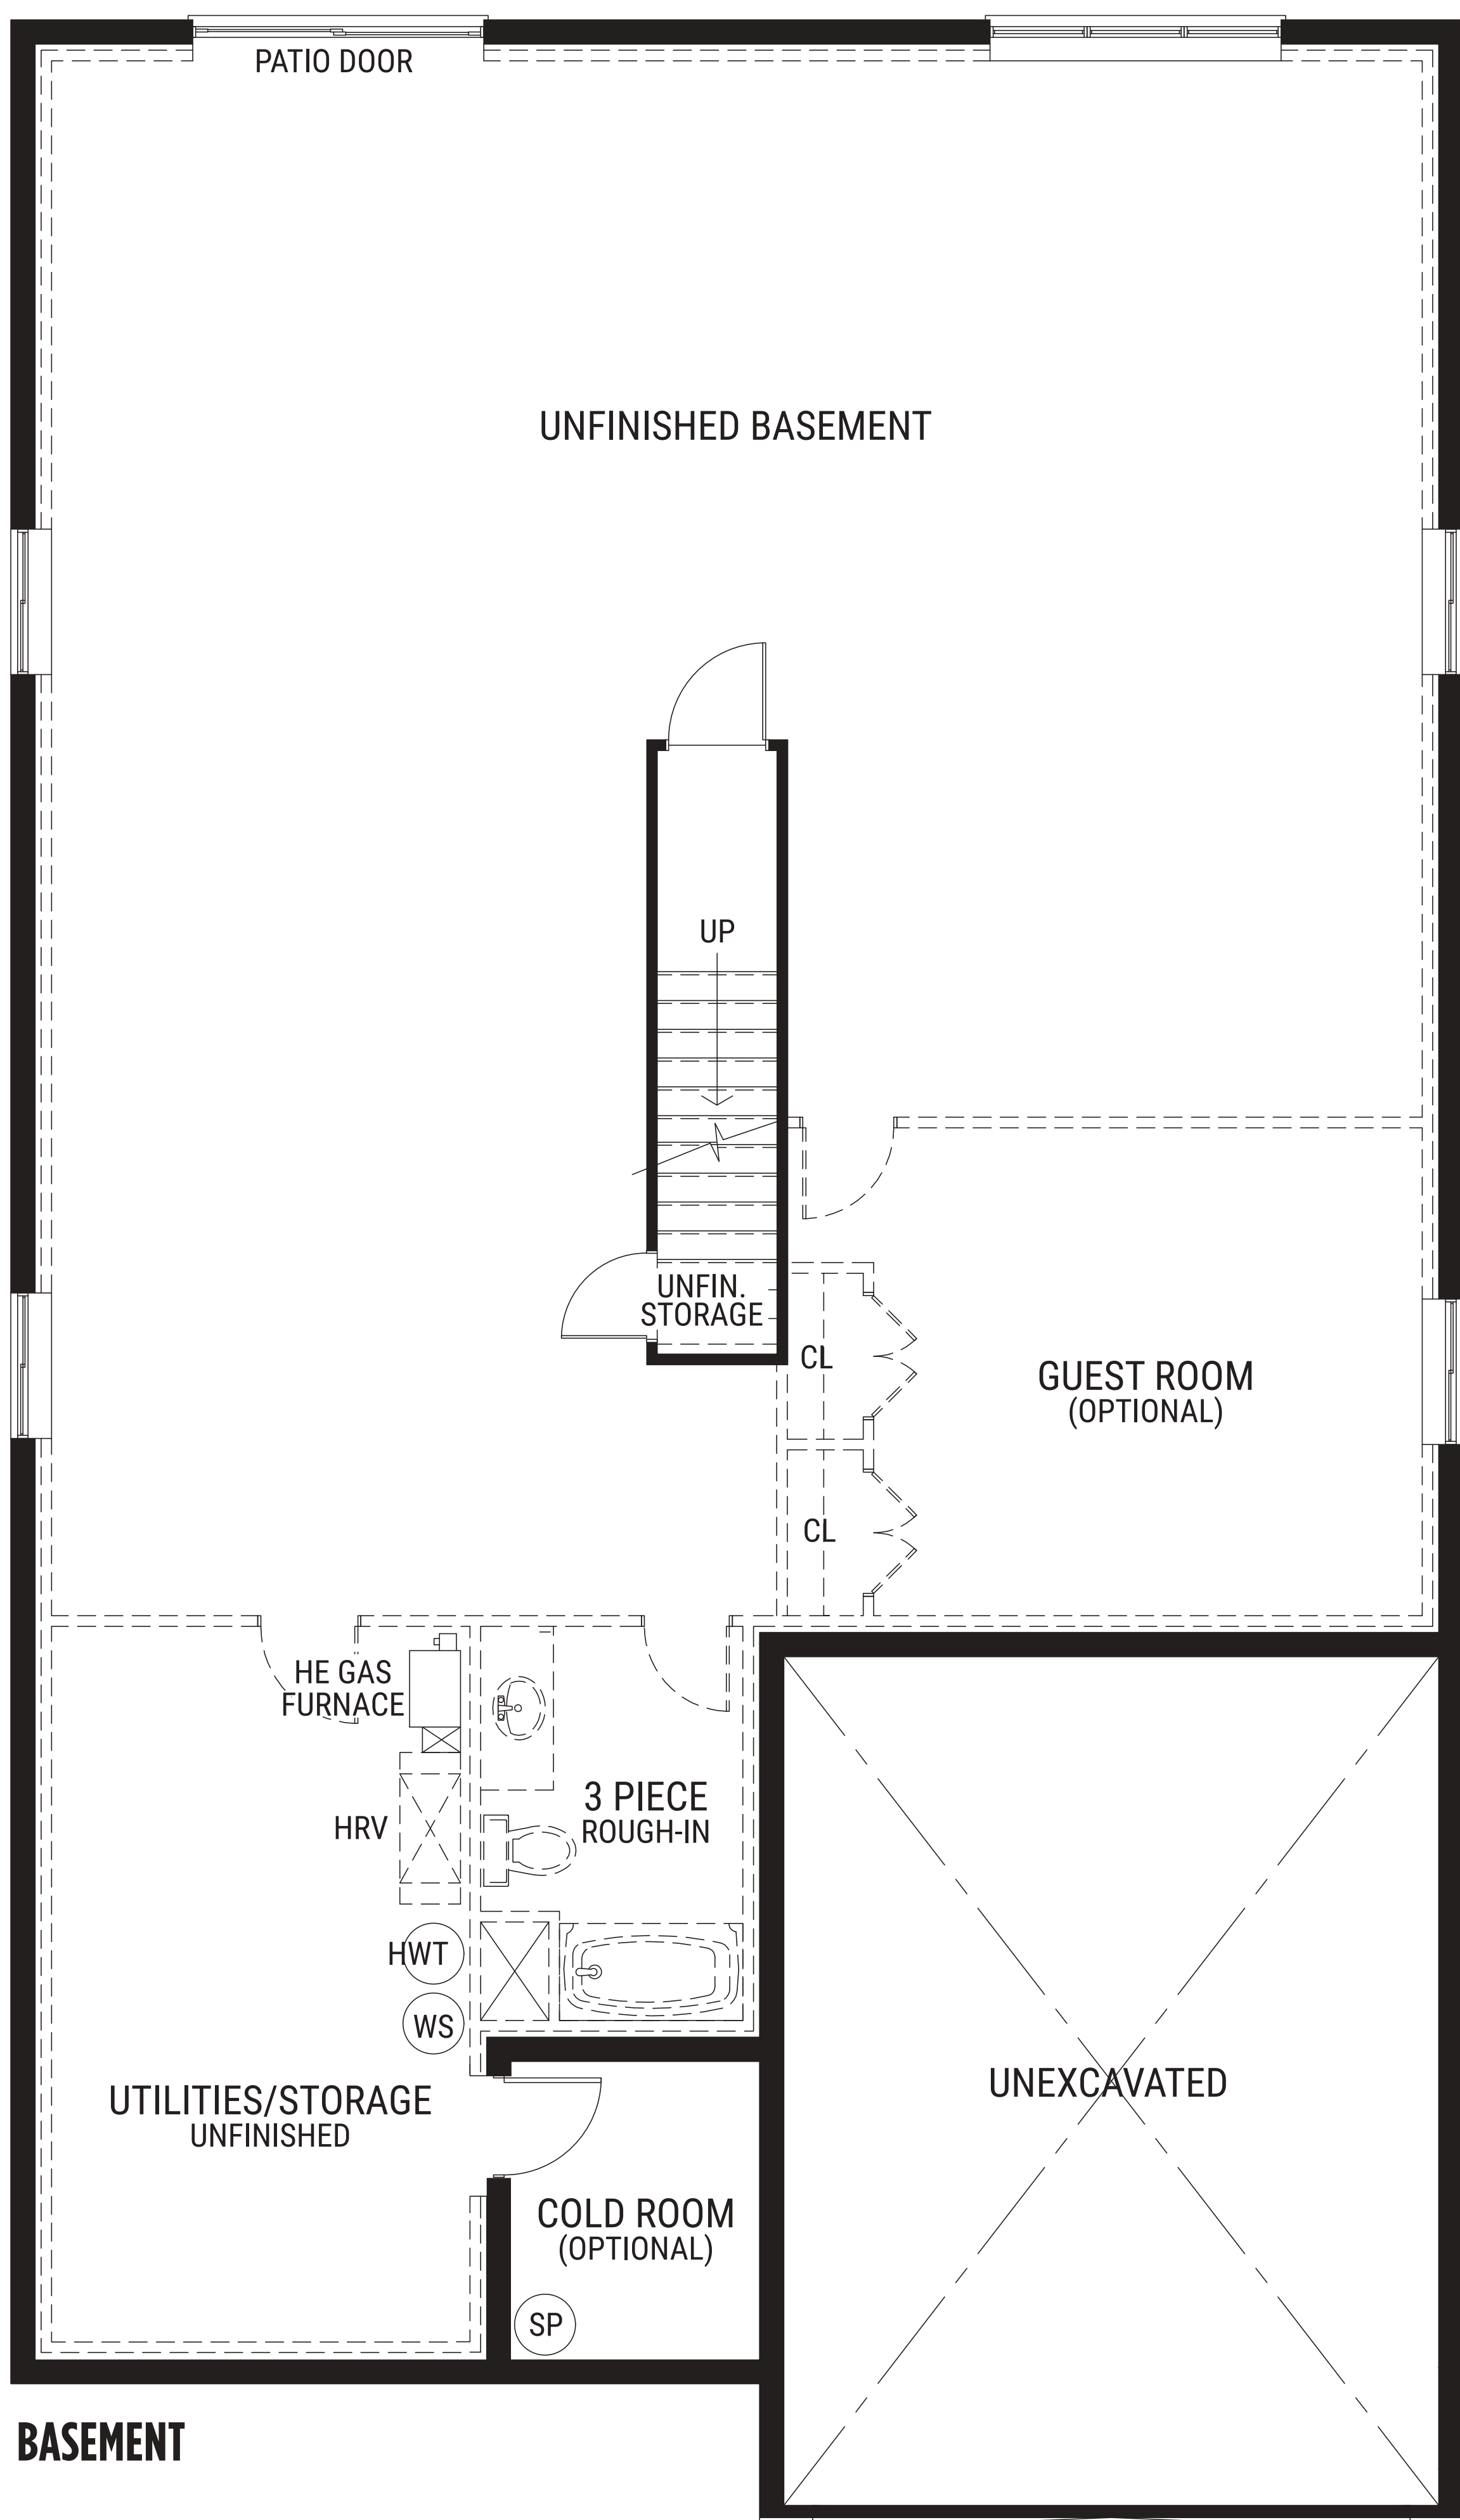 PATIO DOOR
UNFINISHED BASEMENT
UP
UNFIN.
STORAGE
CL
GUEST ROOM
(OPTIONAL)
CL
HE GAS
FURNACE
3 PIECE
ROUGH-IN
HRV
HWT
WS
UNEXCAVATED
UTILITIES/STORAGE
UNFINISHED
COLD ROOM
(OPTIONAL)
SP
BASEMENT